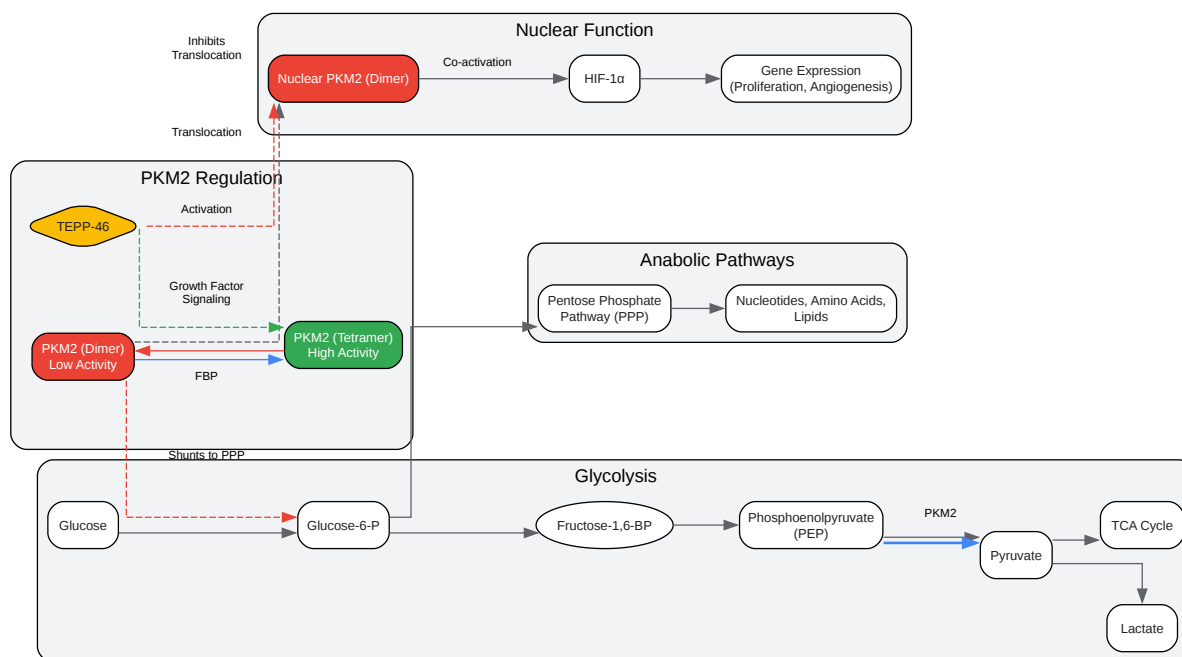 Nuclear Function
Inhibits
Translocation
Nuclear PKM2 (Dimer)
Co-activation
HIF-1α
Gene Expression
(Proliferation, Angiogenesis)
Translocation
PKM2 Regulation
TEPP-46
Activation
Growth Factor
Signaling
PKM2 (Dimer)
Low Activity
FBP
PKM2 (Tetramer)
High Activity
Anabolic Pathways
Pentose Phosphate
Pathway (PPP)
Nucleotides, Amino Acids,
Lipids
Shunts to PPP
Glycolysis
Glucose
Glucose-6-P
Fructose-1,6-BP
Phosphoenolpyruvate
(PEP)
PKM2
Pyruvate
TCA Cycle
Lactate